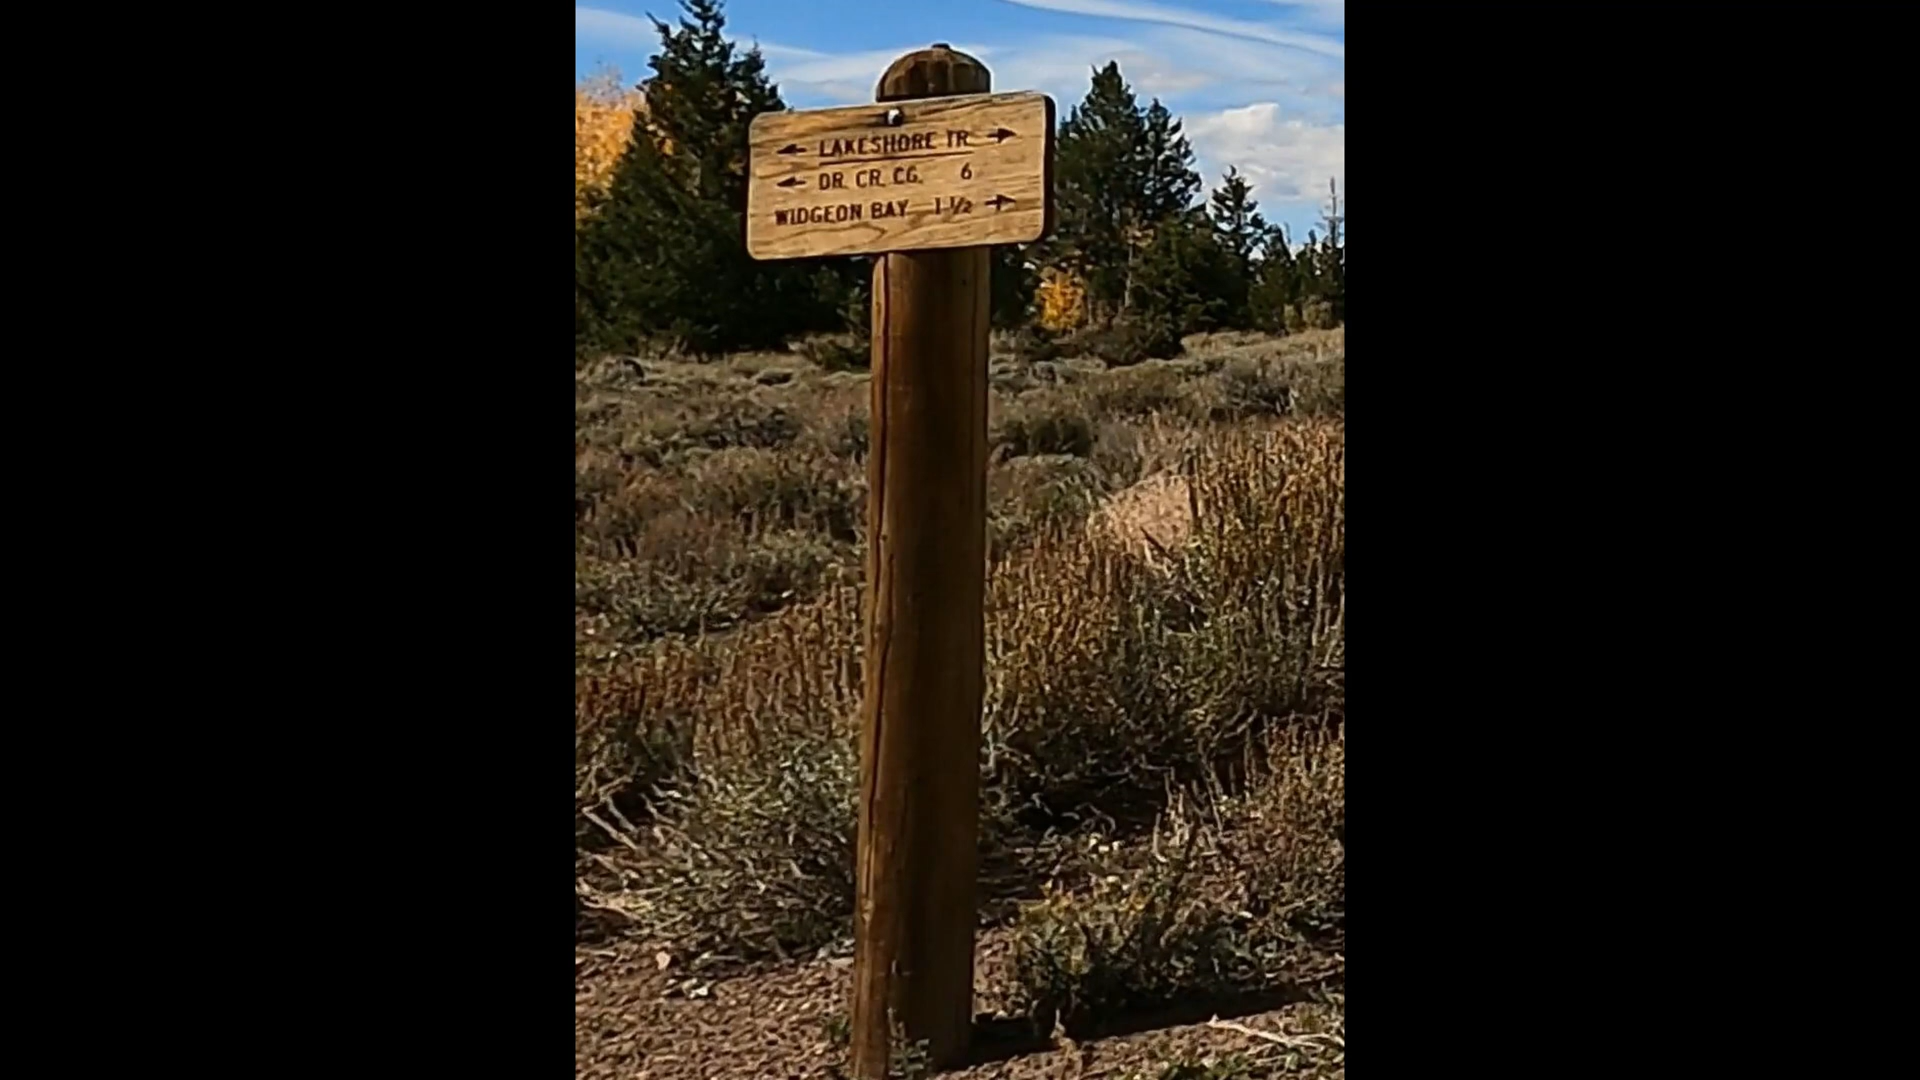 ← LAKESHORE TR. →
← DR. CR. CG. 6
WIDGEON BAY 1 1/2 →